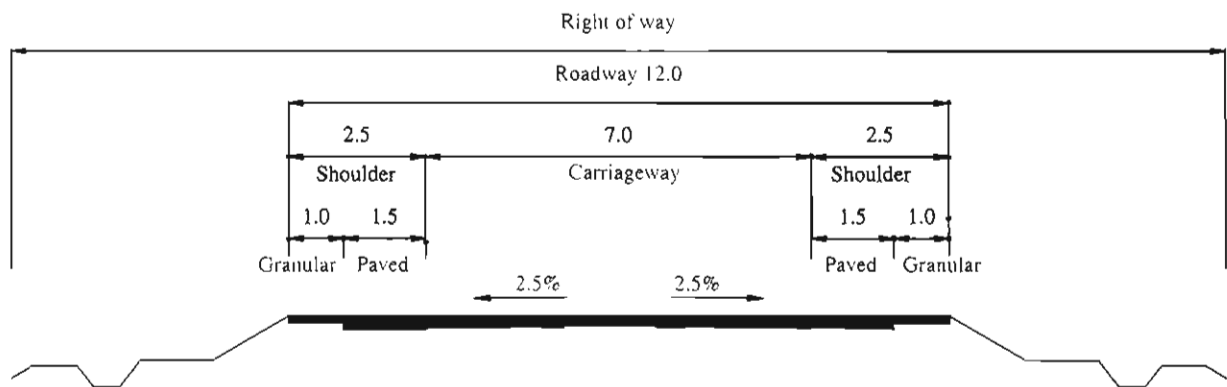 Right of way
Roadway 12.0
2.5 7.0 2.5
Shoulder Carriageway Shoulder
1.0 1.5 1.5 1.0
Granular Paved Paved Granular
2.5% 2.5%